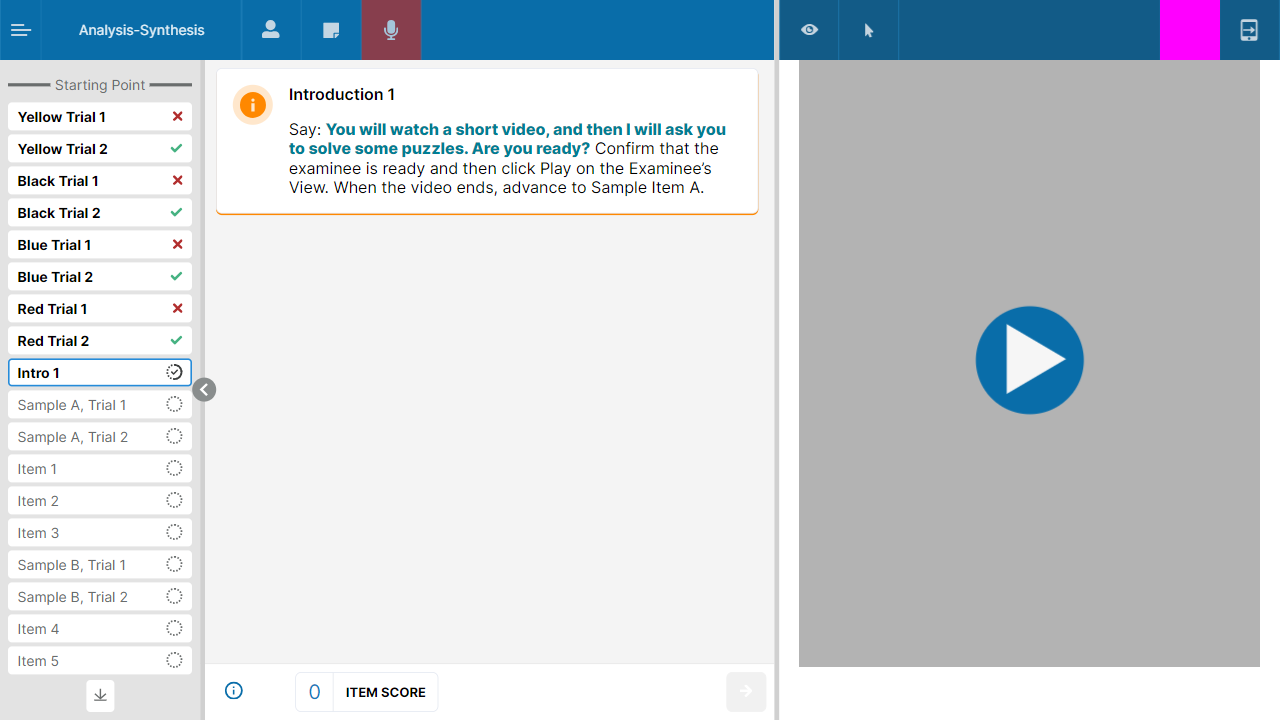 Analysis-Synthesis
Starting Point
Yellow Trial 1
Yellow Trial 2
Black Trial 1
Black Trial 2
Blue Trial 1
Blue Trial 2
Red Trial 1
Red Trial 2
Intro 1
Sample A, Trial 1
Sample A, Trial 2
Item 1
Item 2
Item 3
Sample B, Trial 1
Sample B, Trial 2
Item 4
Item 5
Introduction 1
Say: You will watch a short video, and then I will ask you
to solve some puzzles. Are you ready? Confirm that the
examinee is ready and then click Play on the Examinee’s
View. When the video ends, advance to Sample Item A.
0 ITEM SCORE